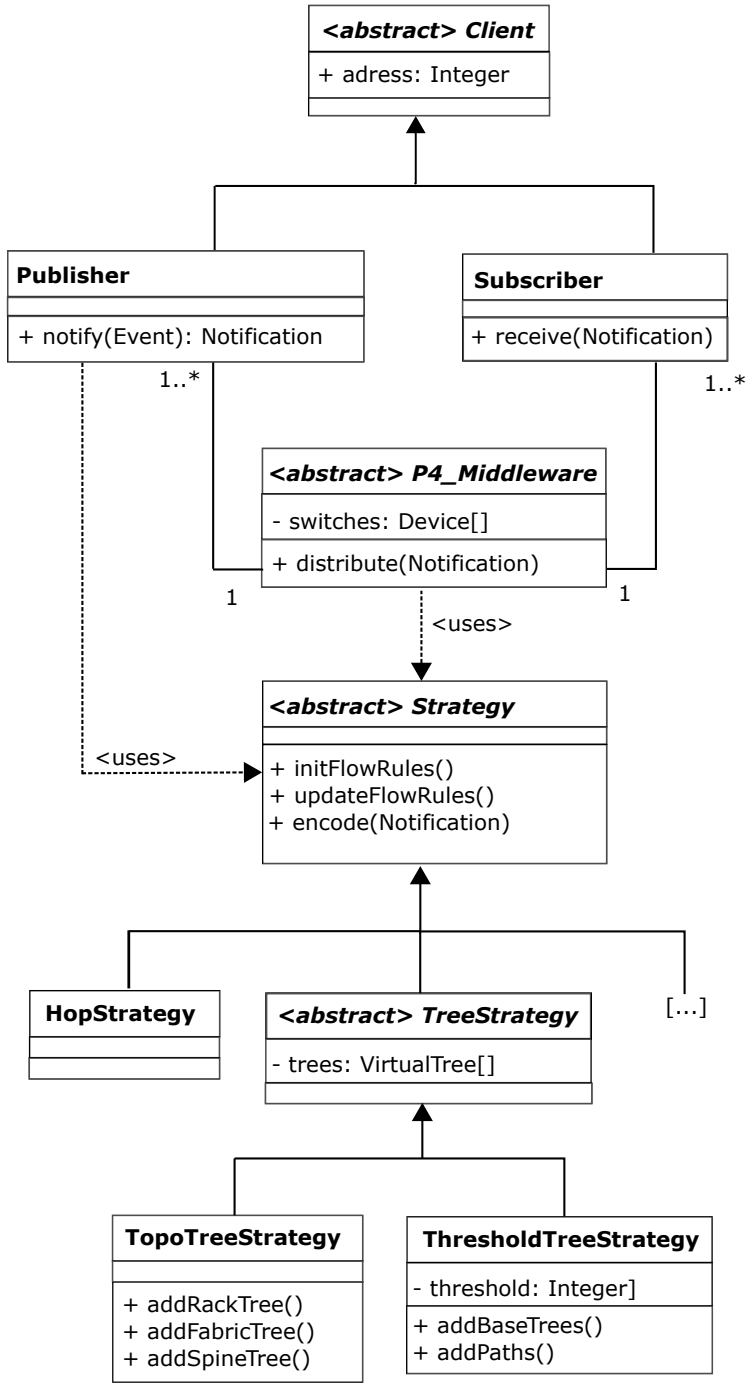 <abstract> Client
+ adress: Integer
Publisher
+ notify(Event): Notification
Subscriber
+ receive(Notification)
1..*
1..*
<abstract> P4_Middleware
- switches: Device[]
+ distribute(Notification)
1
1
<uses>
<abstract> Strategy
+ initFlowRules()
+ updateFlowRules()
+ encode(Notification)
<uses>
HopStrategy
<abstract> TreeStrategy
- trees: VirtualTree[]
[...]
TopoTreeStrategy
+ addRackTree()
+ addFabricTree()
+ addSpineTree()
ThresholdTreeStrategy
- threshold: Integer]
+ addBaseTrees()
+ addPaths()